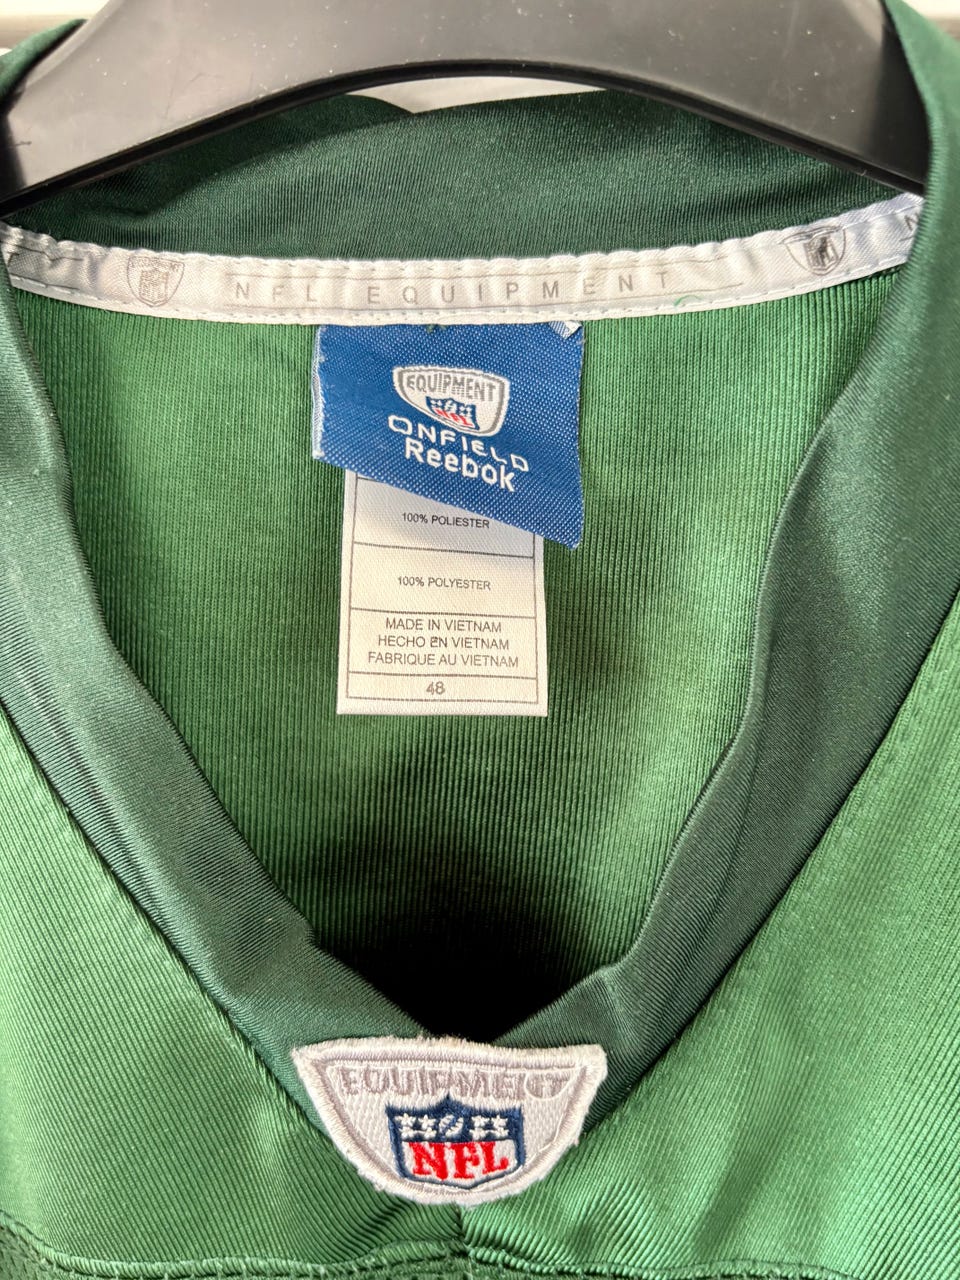 NFL EQUIPMENT
EQUIPMENT
NFL
ONFIELD
Reebok
100% POLIESTER
100% POLYESTER
MADE IN VIETNAM
HECHO EN VIETNAM
FABRIQUE AU VIETNAM
48
EQUIPMENT
NFL